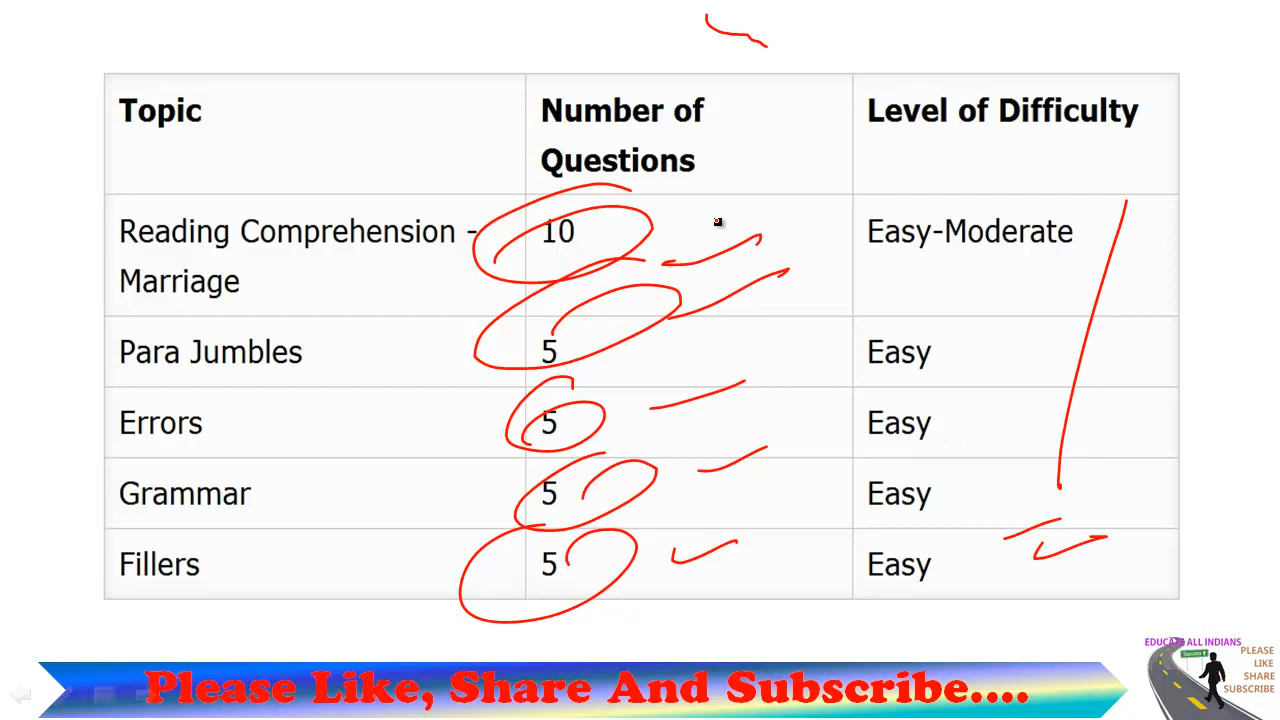 Topic
Number of
Questions
Level of Difficulty
Reading Comprehension -
Marriage
10
Easy-Moderate
Para Jumbles
5
Easy
Errors
5
Easy
Grammar
5
Easy
Fillers
5
Easy
EDUCATE ALL INDIANS
Success
PLEASE
LIKE
SHARE
SUBSCRIBE
Please Like, Share And Subscribe....